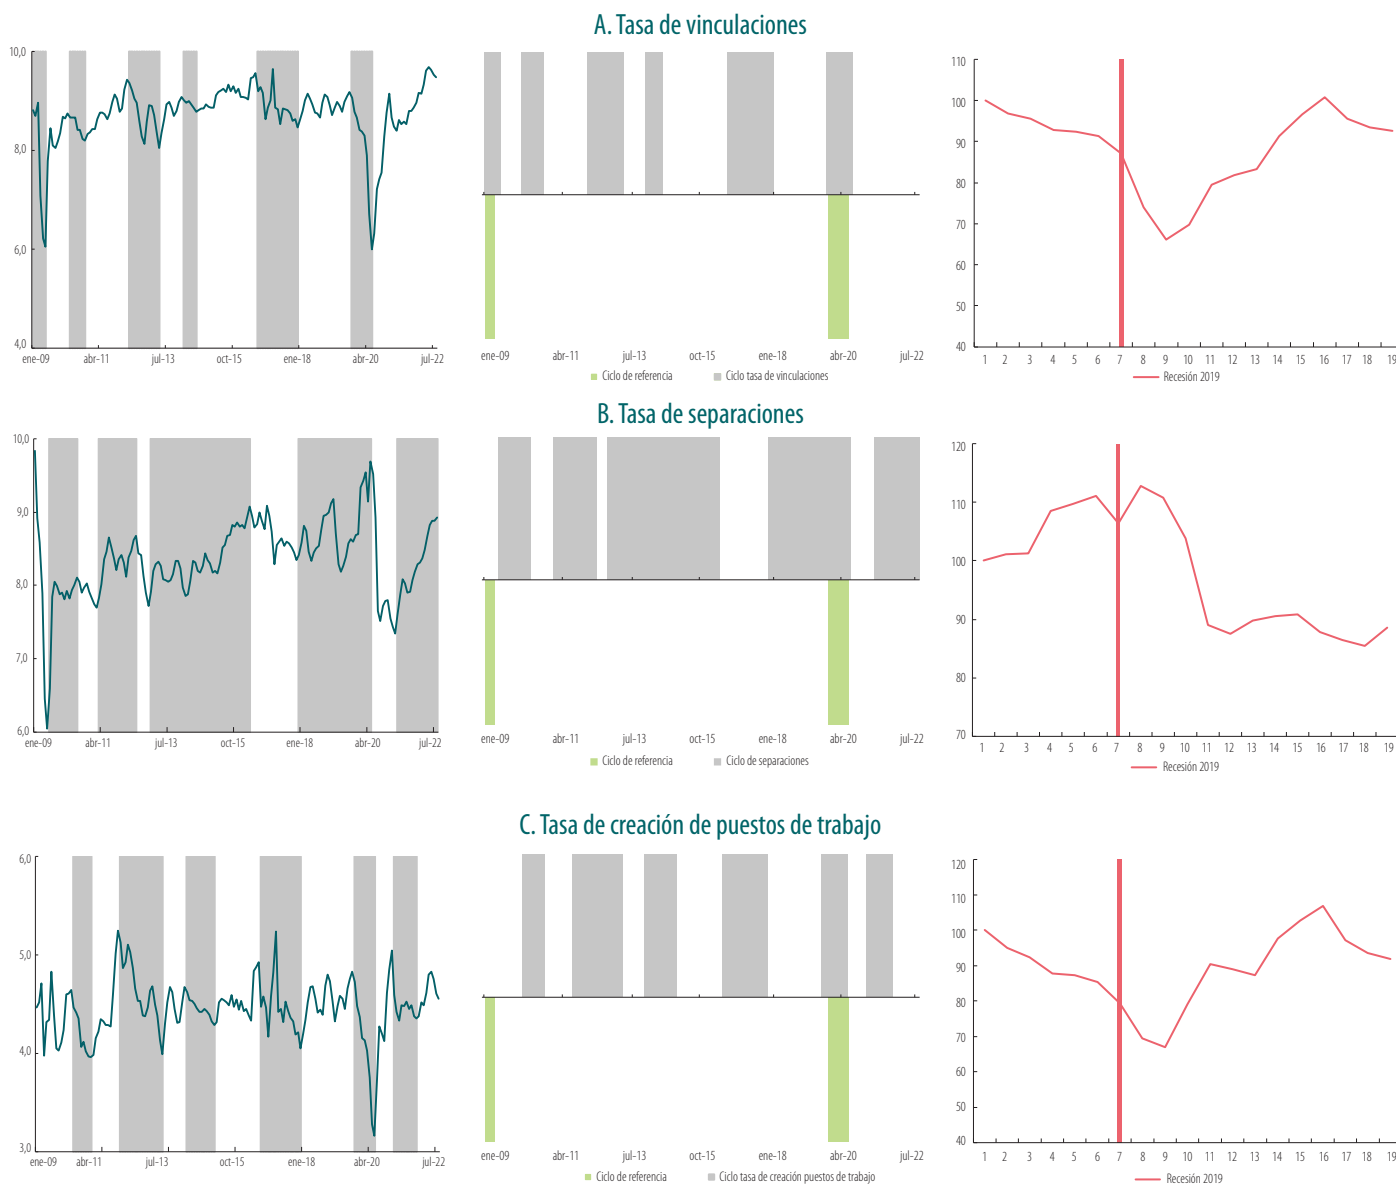 A. Tasa de vinculaciones
10,0
8,0
6,0
4,0
ene-09 abr-11 jul-13 oct-15 ene-18 abr-20 jul-22
ene-09 abr-11 jul-13 oct-15 ene-18 abr-20 jul-22
Ciclo de referencia Ciclo tasa de vinculaciones
110
100
90
80
70
60
50
40
1 2 3 4 5 6 7 8 9 10 11 12 13 14 15 16 17 18 19
Recesión 2019
B. Tasa de separaciones
10,0
9,0
8,0
7,0
6,0
ene-09 abr-11 jul-13 oct-15 ene-18 abr-20 jul-22
ene-09 abr-11 jul-13 oct-15 ene-18 abr-20 jul-22
Ciclo de referencia Ciclo de separaciones
120
110
100
90
80
70
1 2 3 4 5 6 7 8 9 10 11 12 13 14 15 16 17 18 19
Recesión 2019
C. Tasa de creación de puestos de trabajo
6,0
5,0
4,0
3,0
ene-09 abr-11 jul-13 oct-15 ene-18 abr-20 jul-22
ene-09 abr-11 jul-13 oct-15 ene-18 abr-20 jul-22
Ciclo de referencia Ciclo tasa de creación puestos de trabajo
120
110
100
90
80
70
60
50
40
1 2 3 4 5 6 7 8 9 10 11 12 13 14 15 16 17 18 19
Recesión 2019